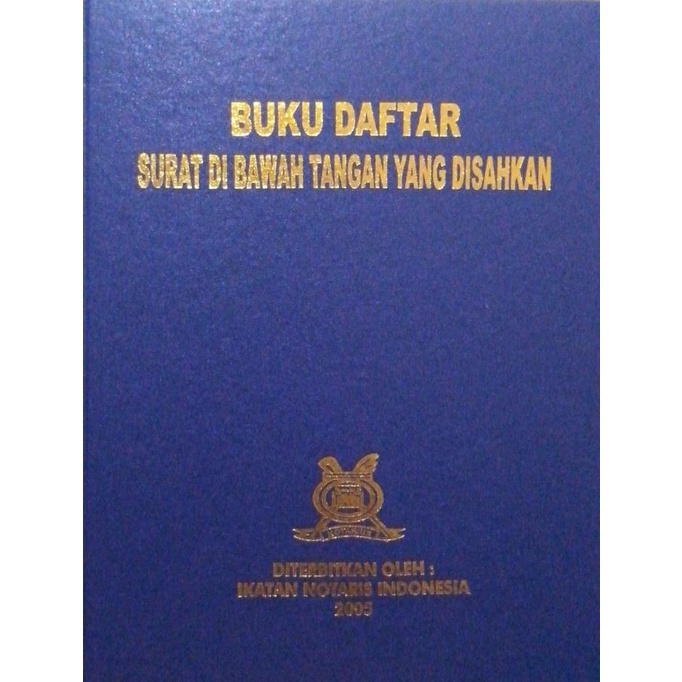 BUKU DAFTAR
SURAT DI BAWAH TANGAN YANG DISAHKAN
DITERBITKAN OLEH :
IKATAN NOTARIS INDONESIA
2005